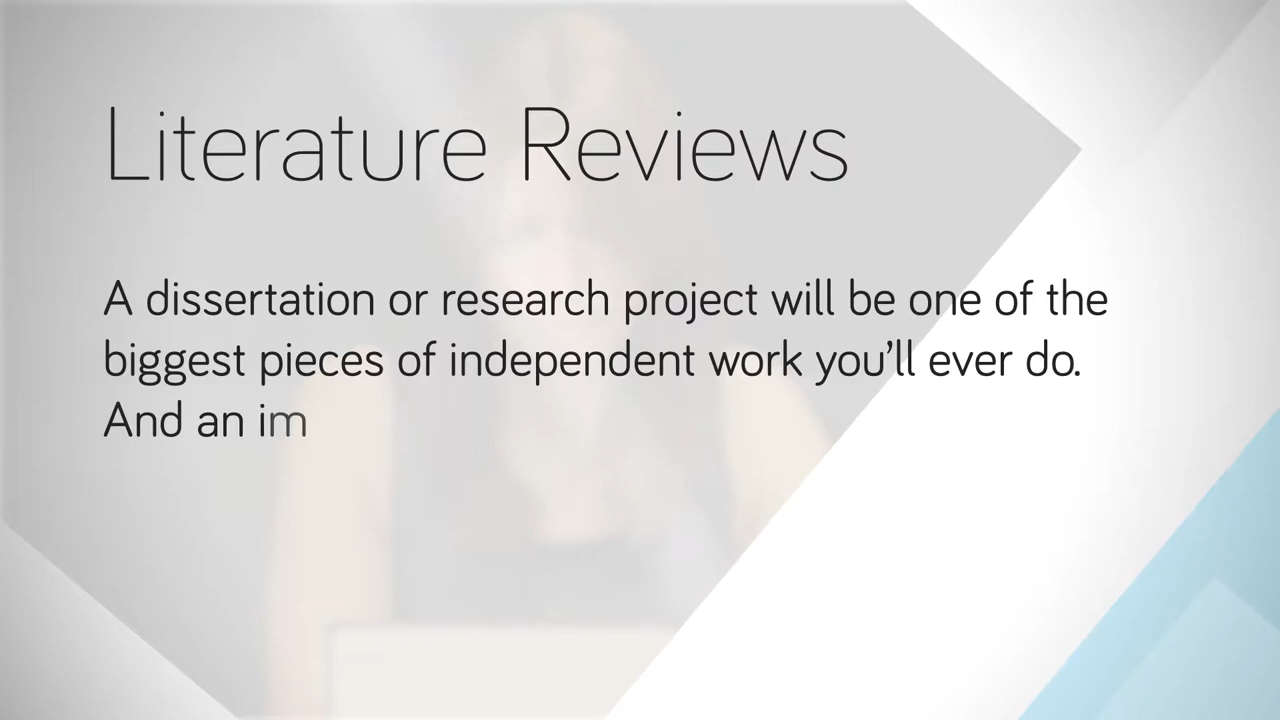 Literature Reviews
A dissertation or research project will be one of the
biggest pieces of independent work you’ll ever do.
And an im